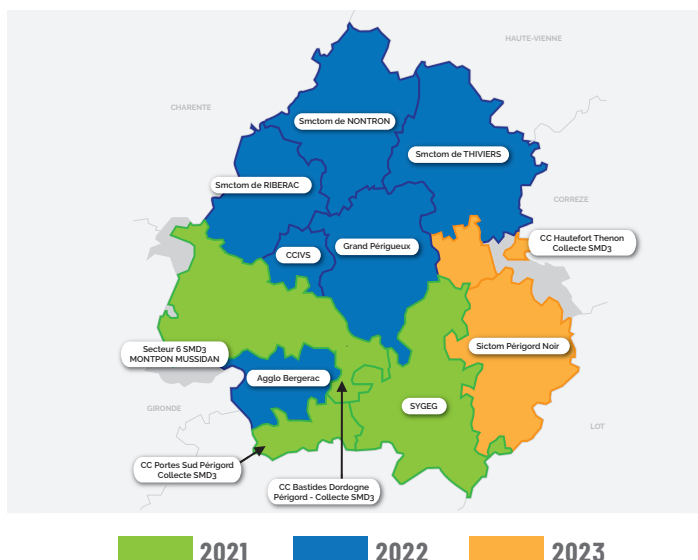 HAUTE-VIENNE
CHARENTE
Smctom de NONTRON
Smctom de THIVIERS
Smctom de RIBERAC
CORREZE
CC Hautefort Thenon
Collecte SMD3
CCIVS
Grand Périgueux
Secteur 6 SMD3
MONTPON MUSSIDAN
Sictom Périgord Noir
Agglo Bergerac
SYGEG
GIRONDE
LOT
CC Portes Sud Périgord
Collecte SMD3
CC Bastides Dordogne
Périgord - Collecte SMD3
2021
2022
2023